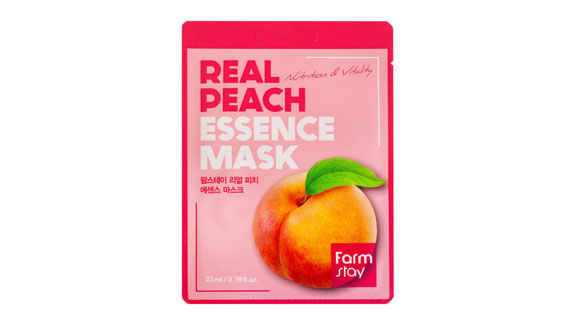 REAL
PEACH
Nutrition & Vitality
ESSENCE
MASK
팜스테이 리얼 피치
에센스 마스크
23 ml / 0.78 fl.oz.
Farm
stay